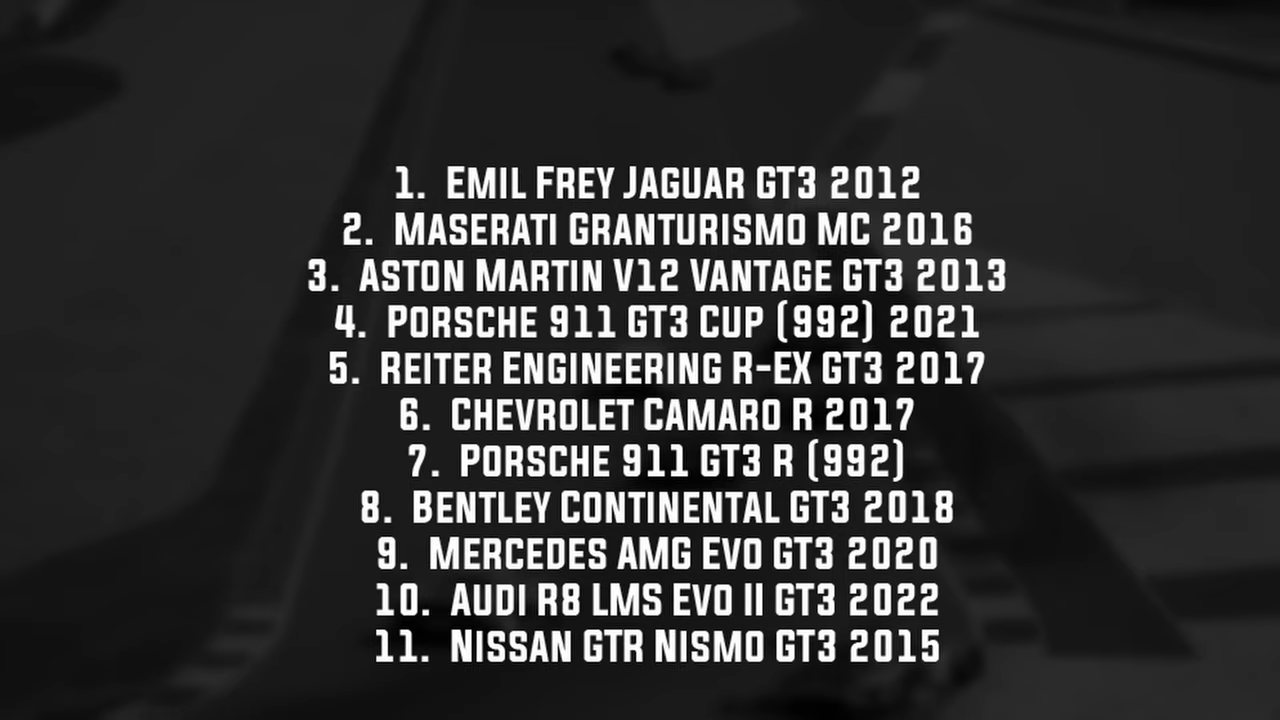 1. Emil Frey Jaguar GT3 2012
2. Maserati Granturismo MC 2016
3. Aston Martin V12 Vantage GT3 2013
4. Porsche 911 GT3 Cup (992) 2021
5. Reiter Engineering R-EX GT3 2017
6. Chevrolet Camaro R 2017
7. Porsche 911 GT3 R (992)
8. Bentley Continental GT3 2018
9. Mercedes AMG Evo GT3 2020
10. Audi R8 LMS Evo II GT3 2022
11. Nissan GTR Nismo GT3 2015